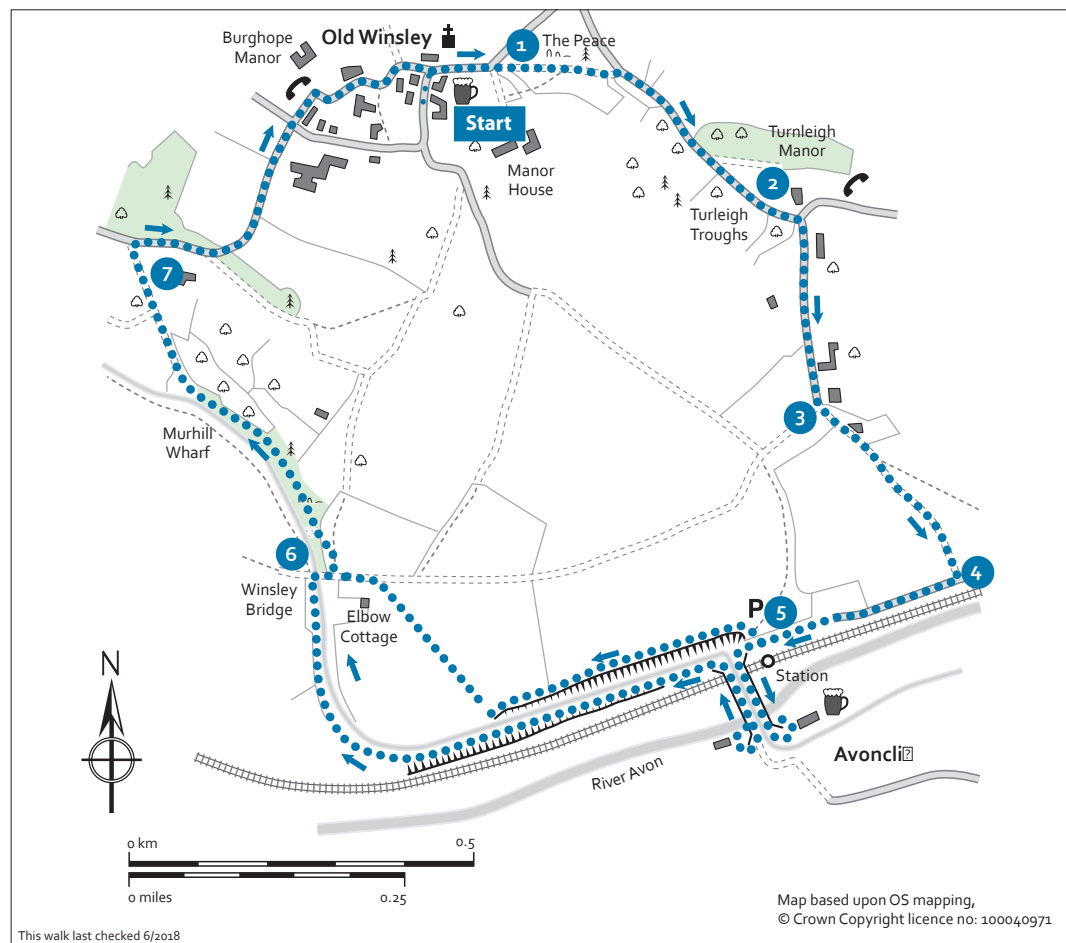 Burghope
Manor
Old Winsley
1
The Peace
Start
Manor
House
Turnleigh
Manor
2
Turleigh
Troughs
7
3
Murhill
Wharf
6
Winsley
Bridge
Elbow
Cottage
4
P
5
Station
N
River Avon
Avoncli
0 km
0.5
0 miles
0.25
Map based upon OS mapping,
© Crown Copyright licence no: 100040971
This walk last checked 6/2018